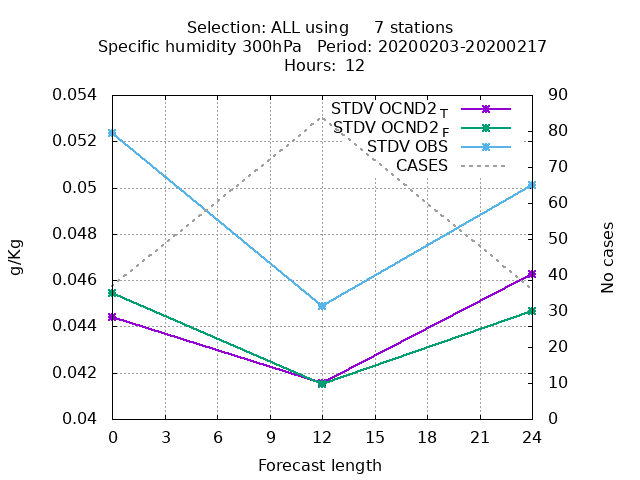 Selection: ALL using     7 stations
Specific humidity 300hPa   Period: 20200203-20200217
Hours: 12
STDV OCND2_T
STDV OCND2_F
STDV OBS
CASES
0.054
0.052
0.05
0.048
0.046
0.044
0.042
0.04
g/Kg
90
80
70
60
50
40
30
20
10
0
No cases
0 3 6 9 12 15 18 21 24
Forecast length